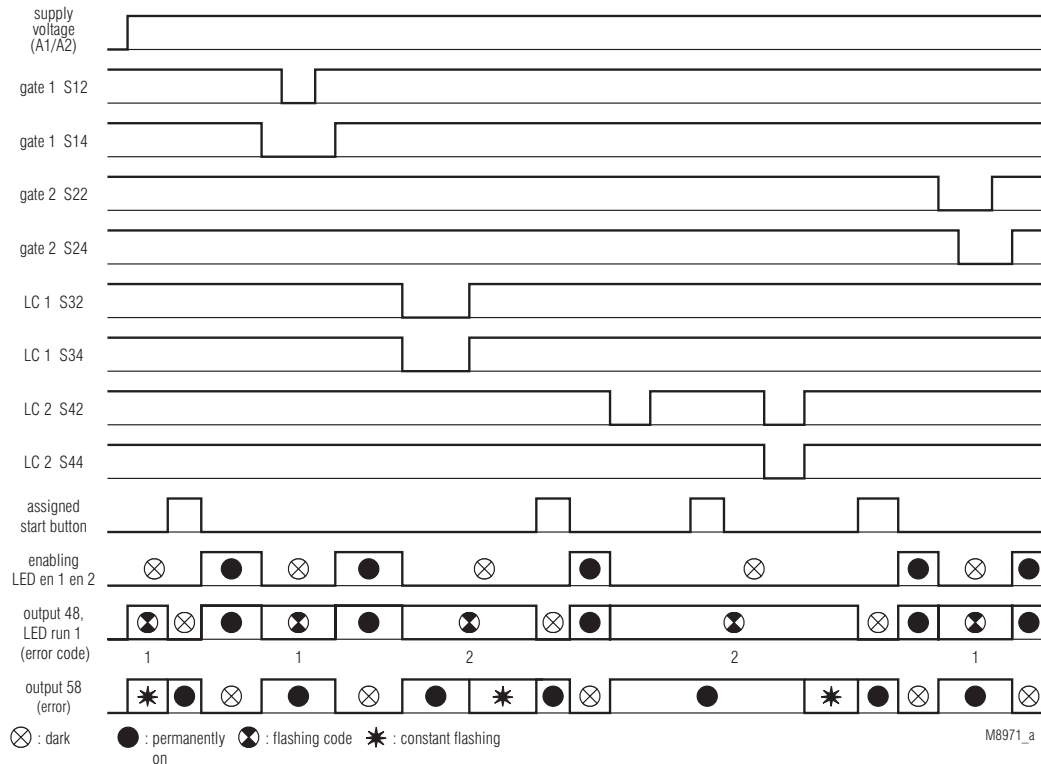 supply
voltage
(A1/A2)
gate 1 S12
gate 1 S14
gate 2 S22
gate 2 S24
LC 1 S32
LC 1 S34
LC 2 S42
LC 2 S44
assigned
start button
enabling
LED en 1 en 2
output 48,
LED run 1
(error code)
1 1 2 2 1
output 58
(error)
: dark : permanently on : flashing code : constant flashing
M8971_a